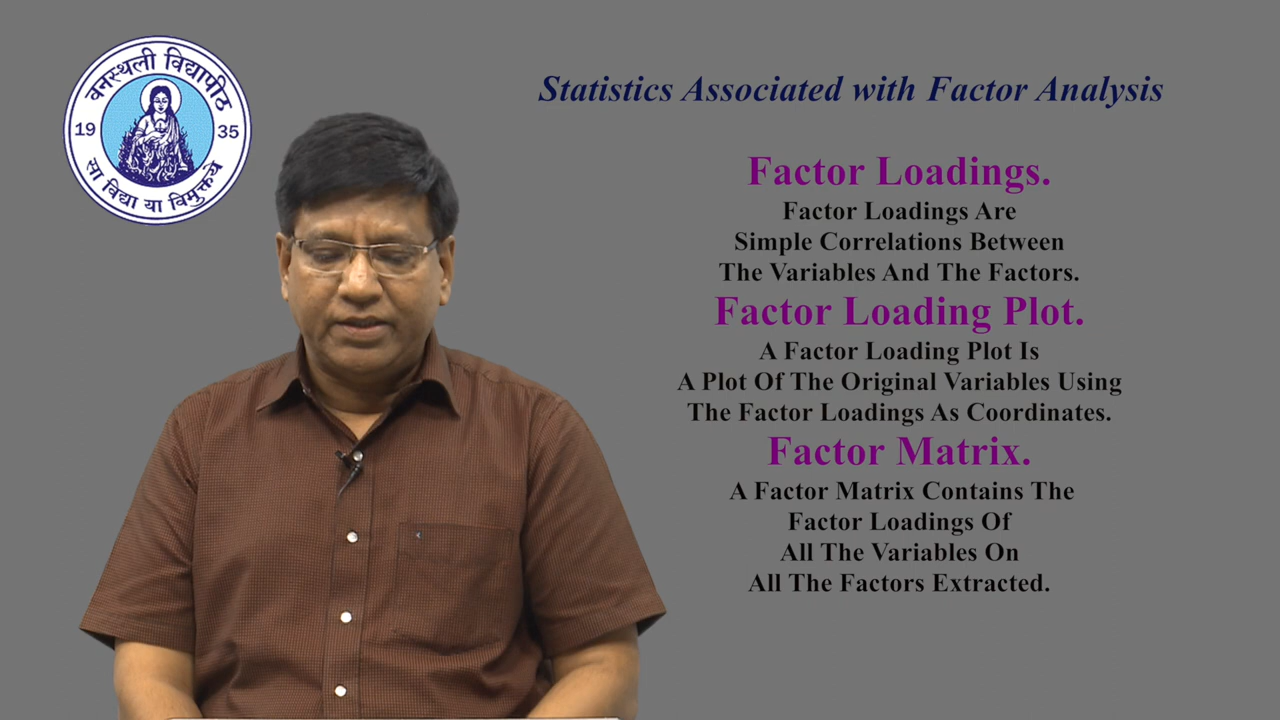 वनस्थली विद्यापीठ
19 35
सा विद्या या विमुक्तये
Statistics Associated with Factor Analysis
Factor Loadings.
Factor Loadings Are
Simple Correlations Between
The Variables And The Factors.
Factor Loading Plot.
A Factor Loading Plot Is
A Plot Of The Original Variables Using
The Factor Loadings As Coordinates.
Factor Matrix.
A Factor Matrix Contains The
Factor Loadings Of
All The Variables On
All The Factors Extracted.